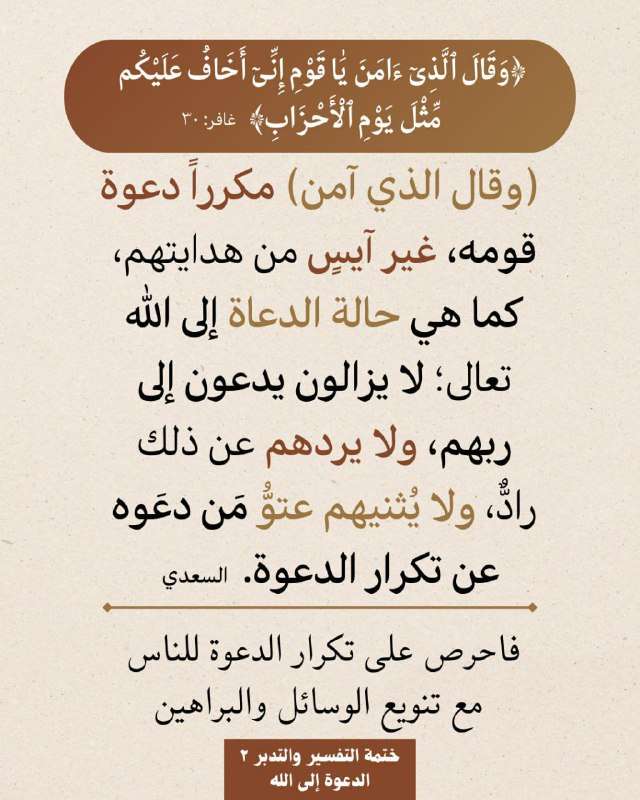 ﴿وَقَالَ ٱلَّذِىٓ ءَامَنَ يَٰا قَوْمِ إِنِّىٓ أَخَافُ عَلَيْكُم
مِّثْلَ يَوْمِ ٱلْأَحْزَابِ﴾ غافر: ٣٠
(وقال الذي آمن) مكرراً دعوة
قومه، غير آيسٍ من هدايتهم،
كما هي حالة الدعاة إلى الله
تعالى؛ لا يزالون يدعون إلى
ربهم، ولا يردهم عن ذلك
رادٌّ، ولا يُثنيهم عتوُّ مَن دعَوه
عن تكرار الدعوة. السعدي
فاحرص على تكرار الدعوة للناس
مع تنويع الوسائل والبراهين
ختمة التفسير والتدبر ٢
الدعوة إلى الله